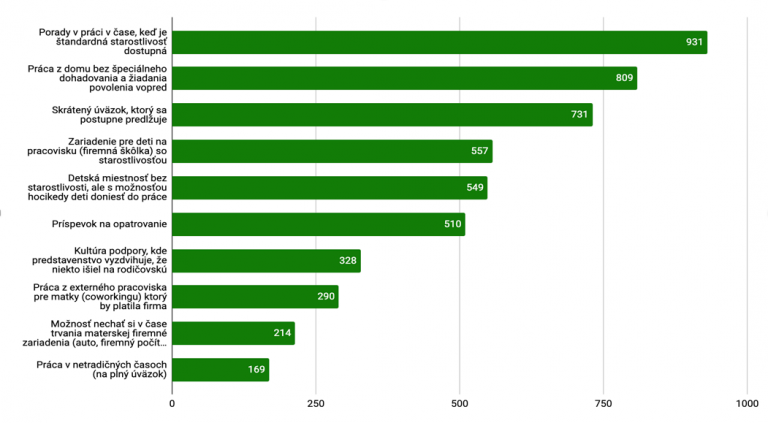 Porady v práci v čase, keď je
štandardná starostlivosť
dostupná
931
Práca z domu bez špeciálneho
dohadovania a žiadania
povolenia vopred
809
Skrátený úväzok, ktorý sa
postupne predlžuje
731
Zariadenie pre deti na
pracovisku (firemná škôlka) so
starostlivosťou
557
Detská miestnosť bez
starostlivosti, ale s možnosťou
hocikedy deti doniesť do práce
549
Príspevok na opatrovanie
510
Kultúra podpory, kde
predstavenstvo vyzdvihuje, že
niekto išiel na rodičovskú
328
Práca z externého pracoviska
pre matky (coworkingu) ktorý
by platila firma
290
Možnosť nechať si v čase
trvania materskej firemné
zariadenia (auto, firemný počít...
214
Práca v netradičných časoch
(na plný úväzok)
169
0 250 500 750 1000